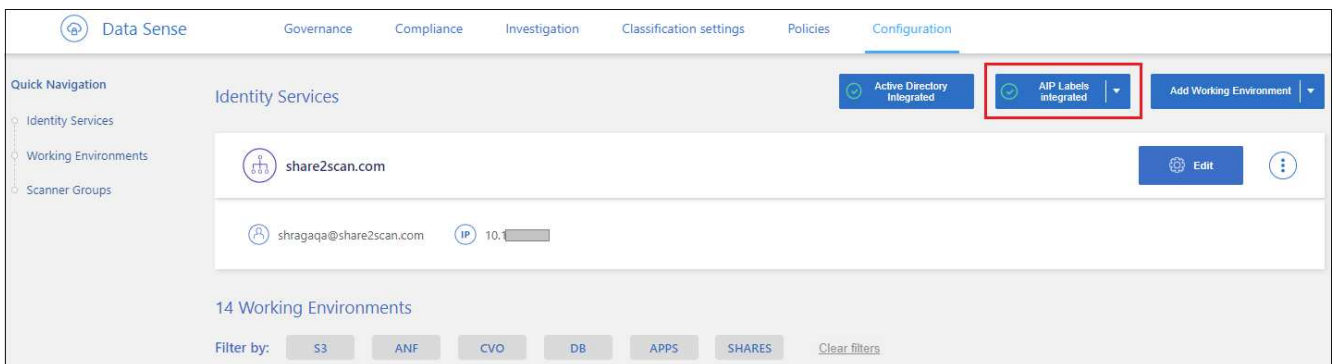 Data Sense
Governance
Compliance
Investigation
Classification settings
Policies
Configuration
Quick Navigation
Identity Services
Working Environments
Scanner Groups
Identity Services
Active Directory
Integrated
AIP Labels
integrated
Add Working Environment
share2scan.com
Edit
shragaqa@share2scan.com
IP
10.1
14 Working Environments
Filter by:
S3
ANF
CVO
DB
APPS
SHARES
Clear filters